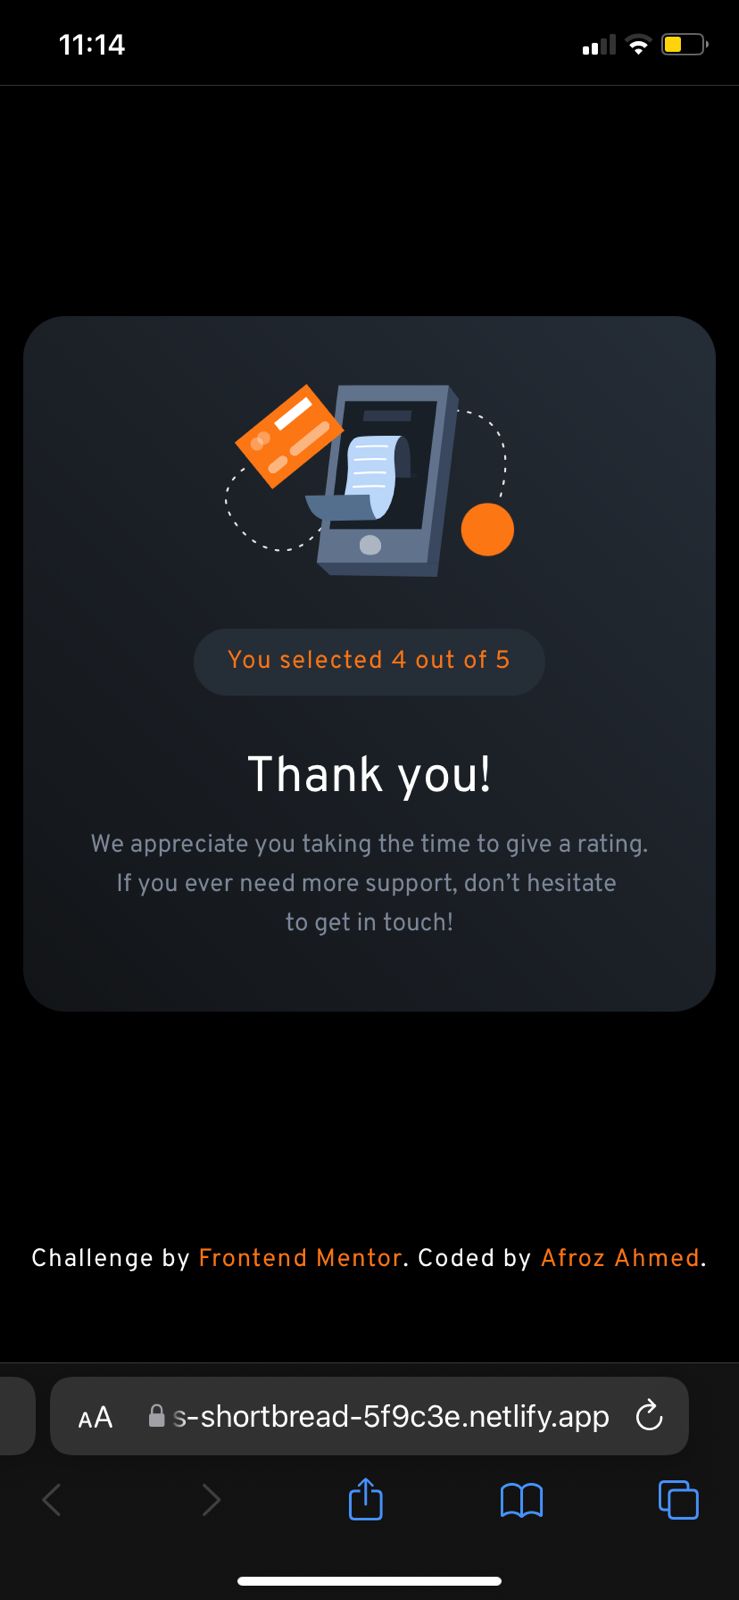 11:14
You selected 4 out of 5
Thank you!
We appreciate you taking the time to give a rating.
If you ever need more support, don’t hesitate
to get in touch!
Challenge by Frontend Mentor. Coded by Afroz Ahmed.
AA s-shortbread-5f9c3e.netlify.app